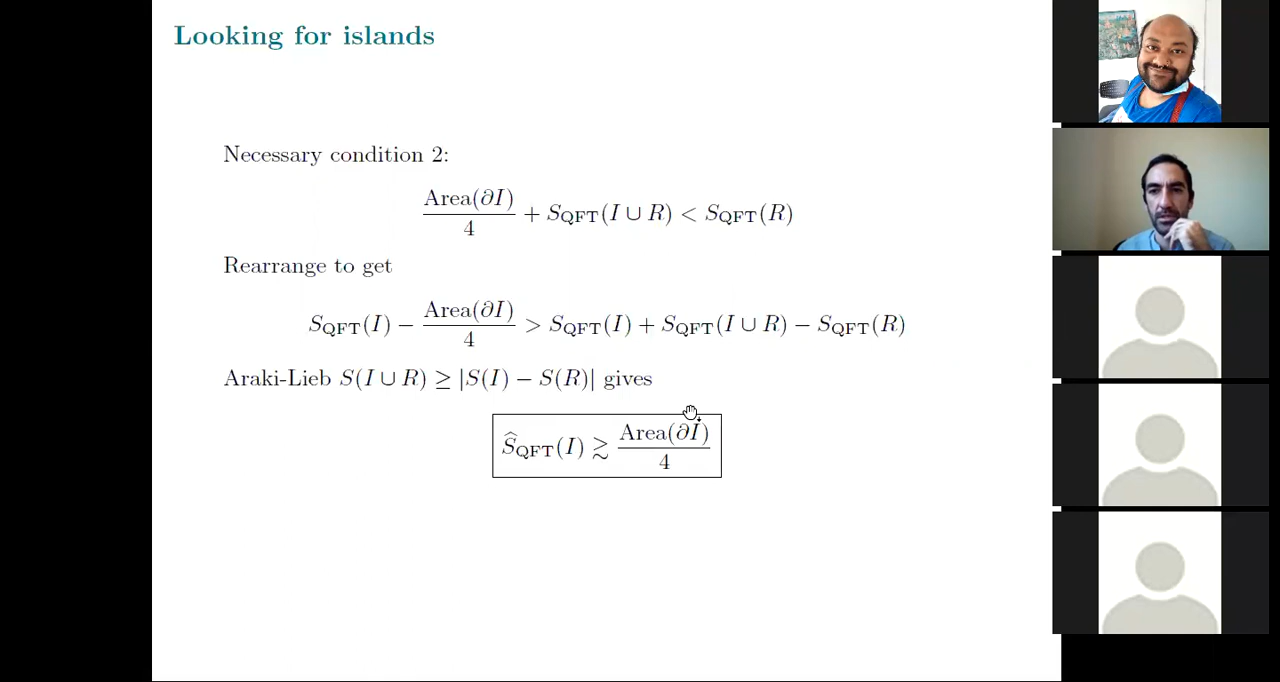 Looking for islands
Necessary condition 2:
Area(∂I)/4 + S_QFT(I ∪ R) < S_QFT(R)
Rearrange to get
S_QFT(I) − Area(∂I)/4 > S_QFT(I) + S_QFT(I ∪ R) − S_QFT(R)
Araki-Lieb S(I ∪ R) ≥ |S(I) − S(R)| gives
Ŝ_QFT(I) ≳ Area(∂I)/4